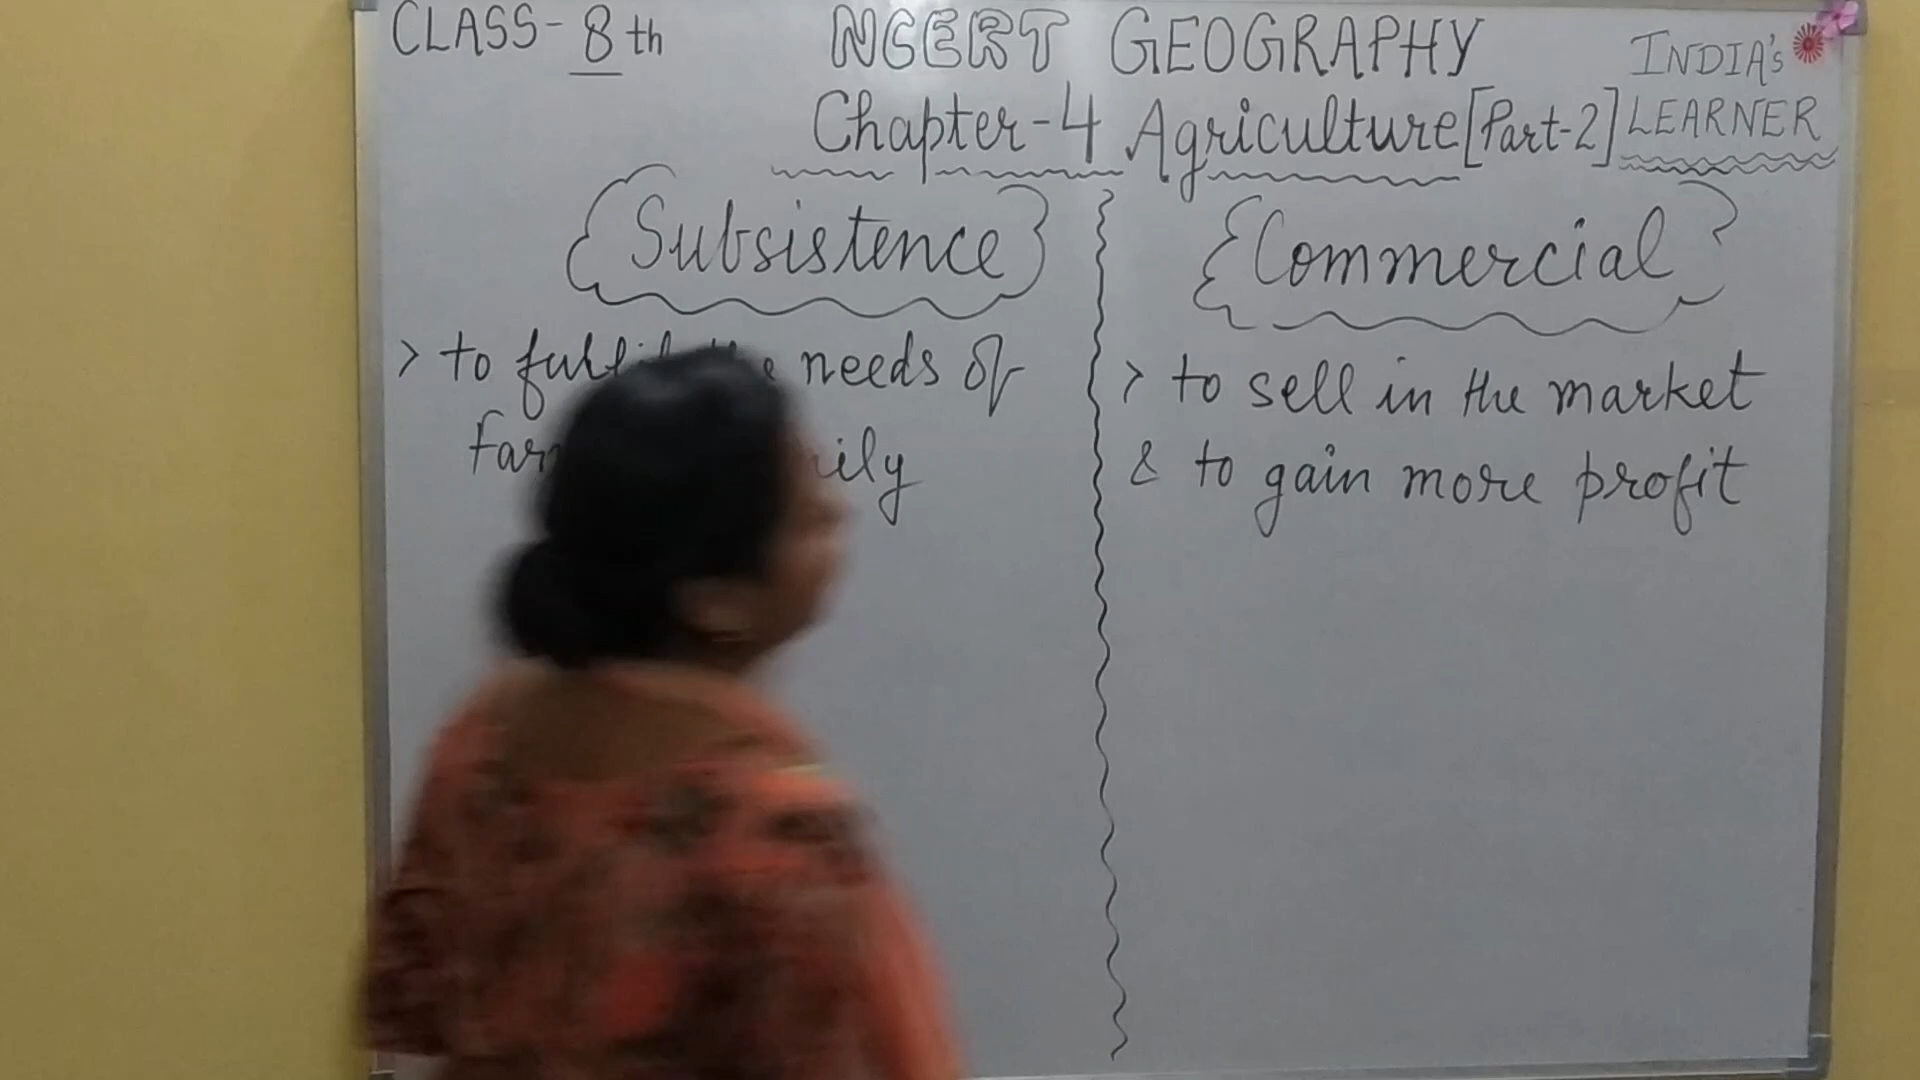 CLASS- 8th
NCERT GEOGRAPHY
INDIA's
LEARNER
Chapter-4 Agriculture [Part-2]
Subsistence
> to needs of
Commercial
> to sell in the market
& to gain more profit